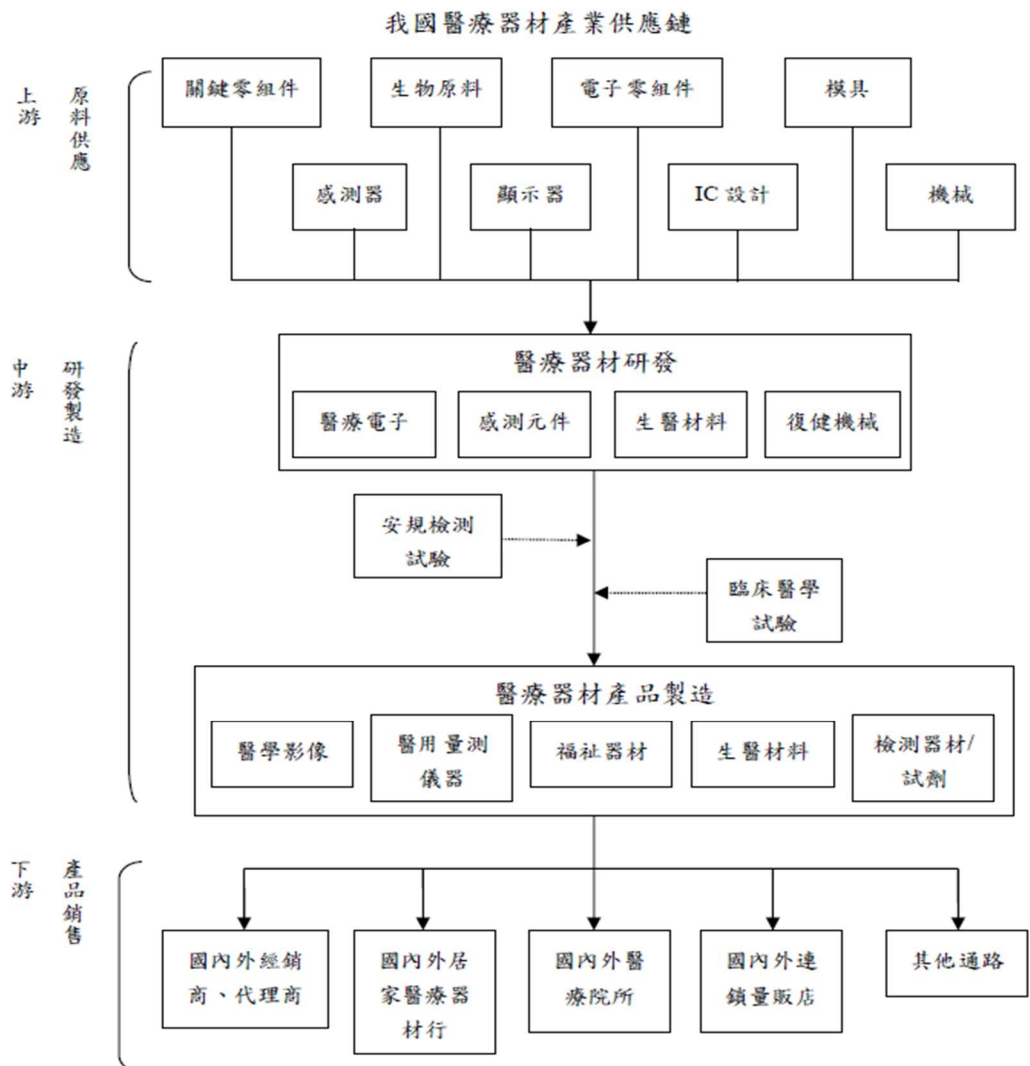 我國醫療器材產業供應鏈
上游
原料供應
關鍵零組件
生物原料
電子零組件
模具
感測器
顯示器
IC 設計
機械
中游
研發製造
醫療器材研發
醫療電子
感測元件
生醫材料
復健機械
安規檢測
試驗
臨床醫學
試驗
醫療器材產品製造
醫學影像
醫用量測
儀器
福祉器材
生醫材料
檢測器材/
試劑
下游
產品銷售
國內外經銷
商、代理商
國內外居
家醫療器
材行
國內外醫
療院所
國內外連
鎖量販店
其他通路